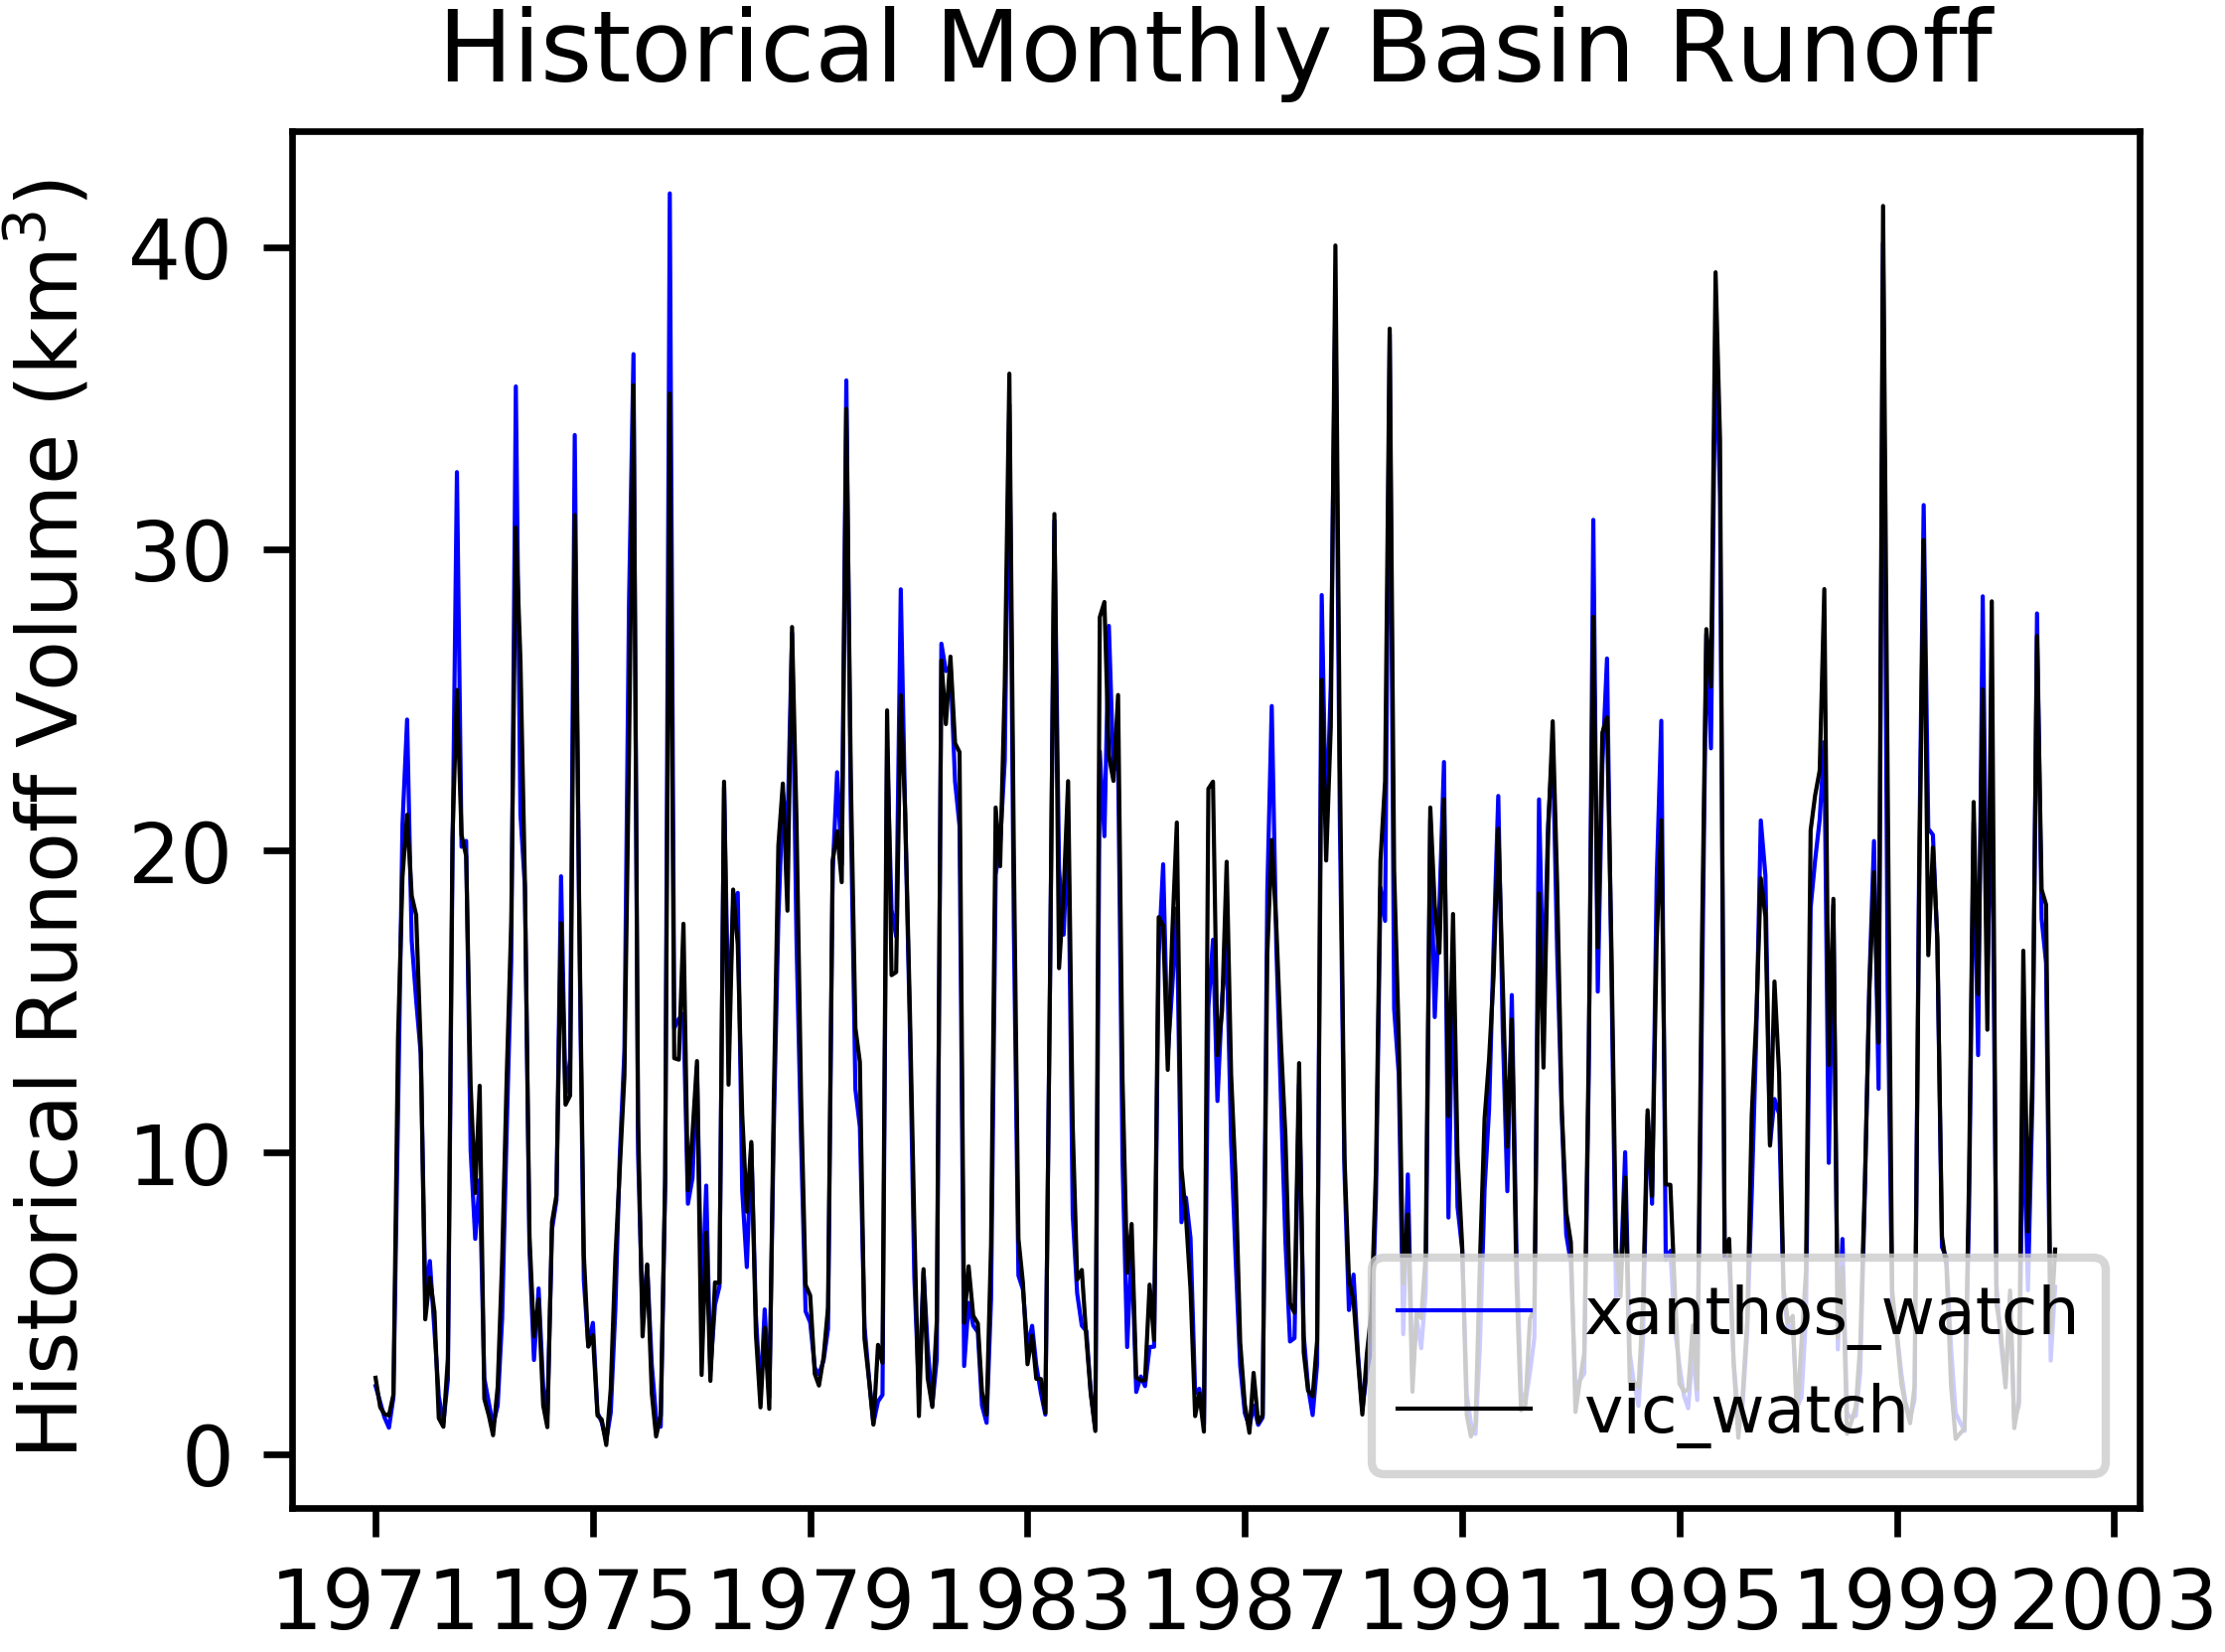 Historical Monthly Basin Runoff
Historical Runoff Volume (km³)
40
30
20
10
0
xanthos_watch
vic_watch
1971 1975 1979 1983 1987 1991 1995 1999 2003